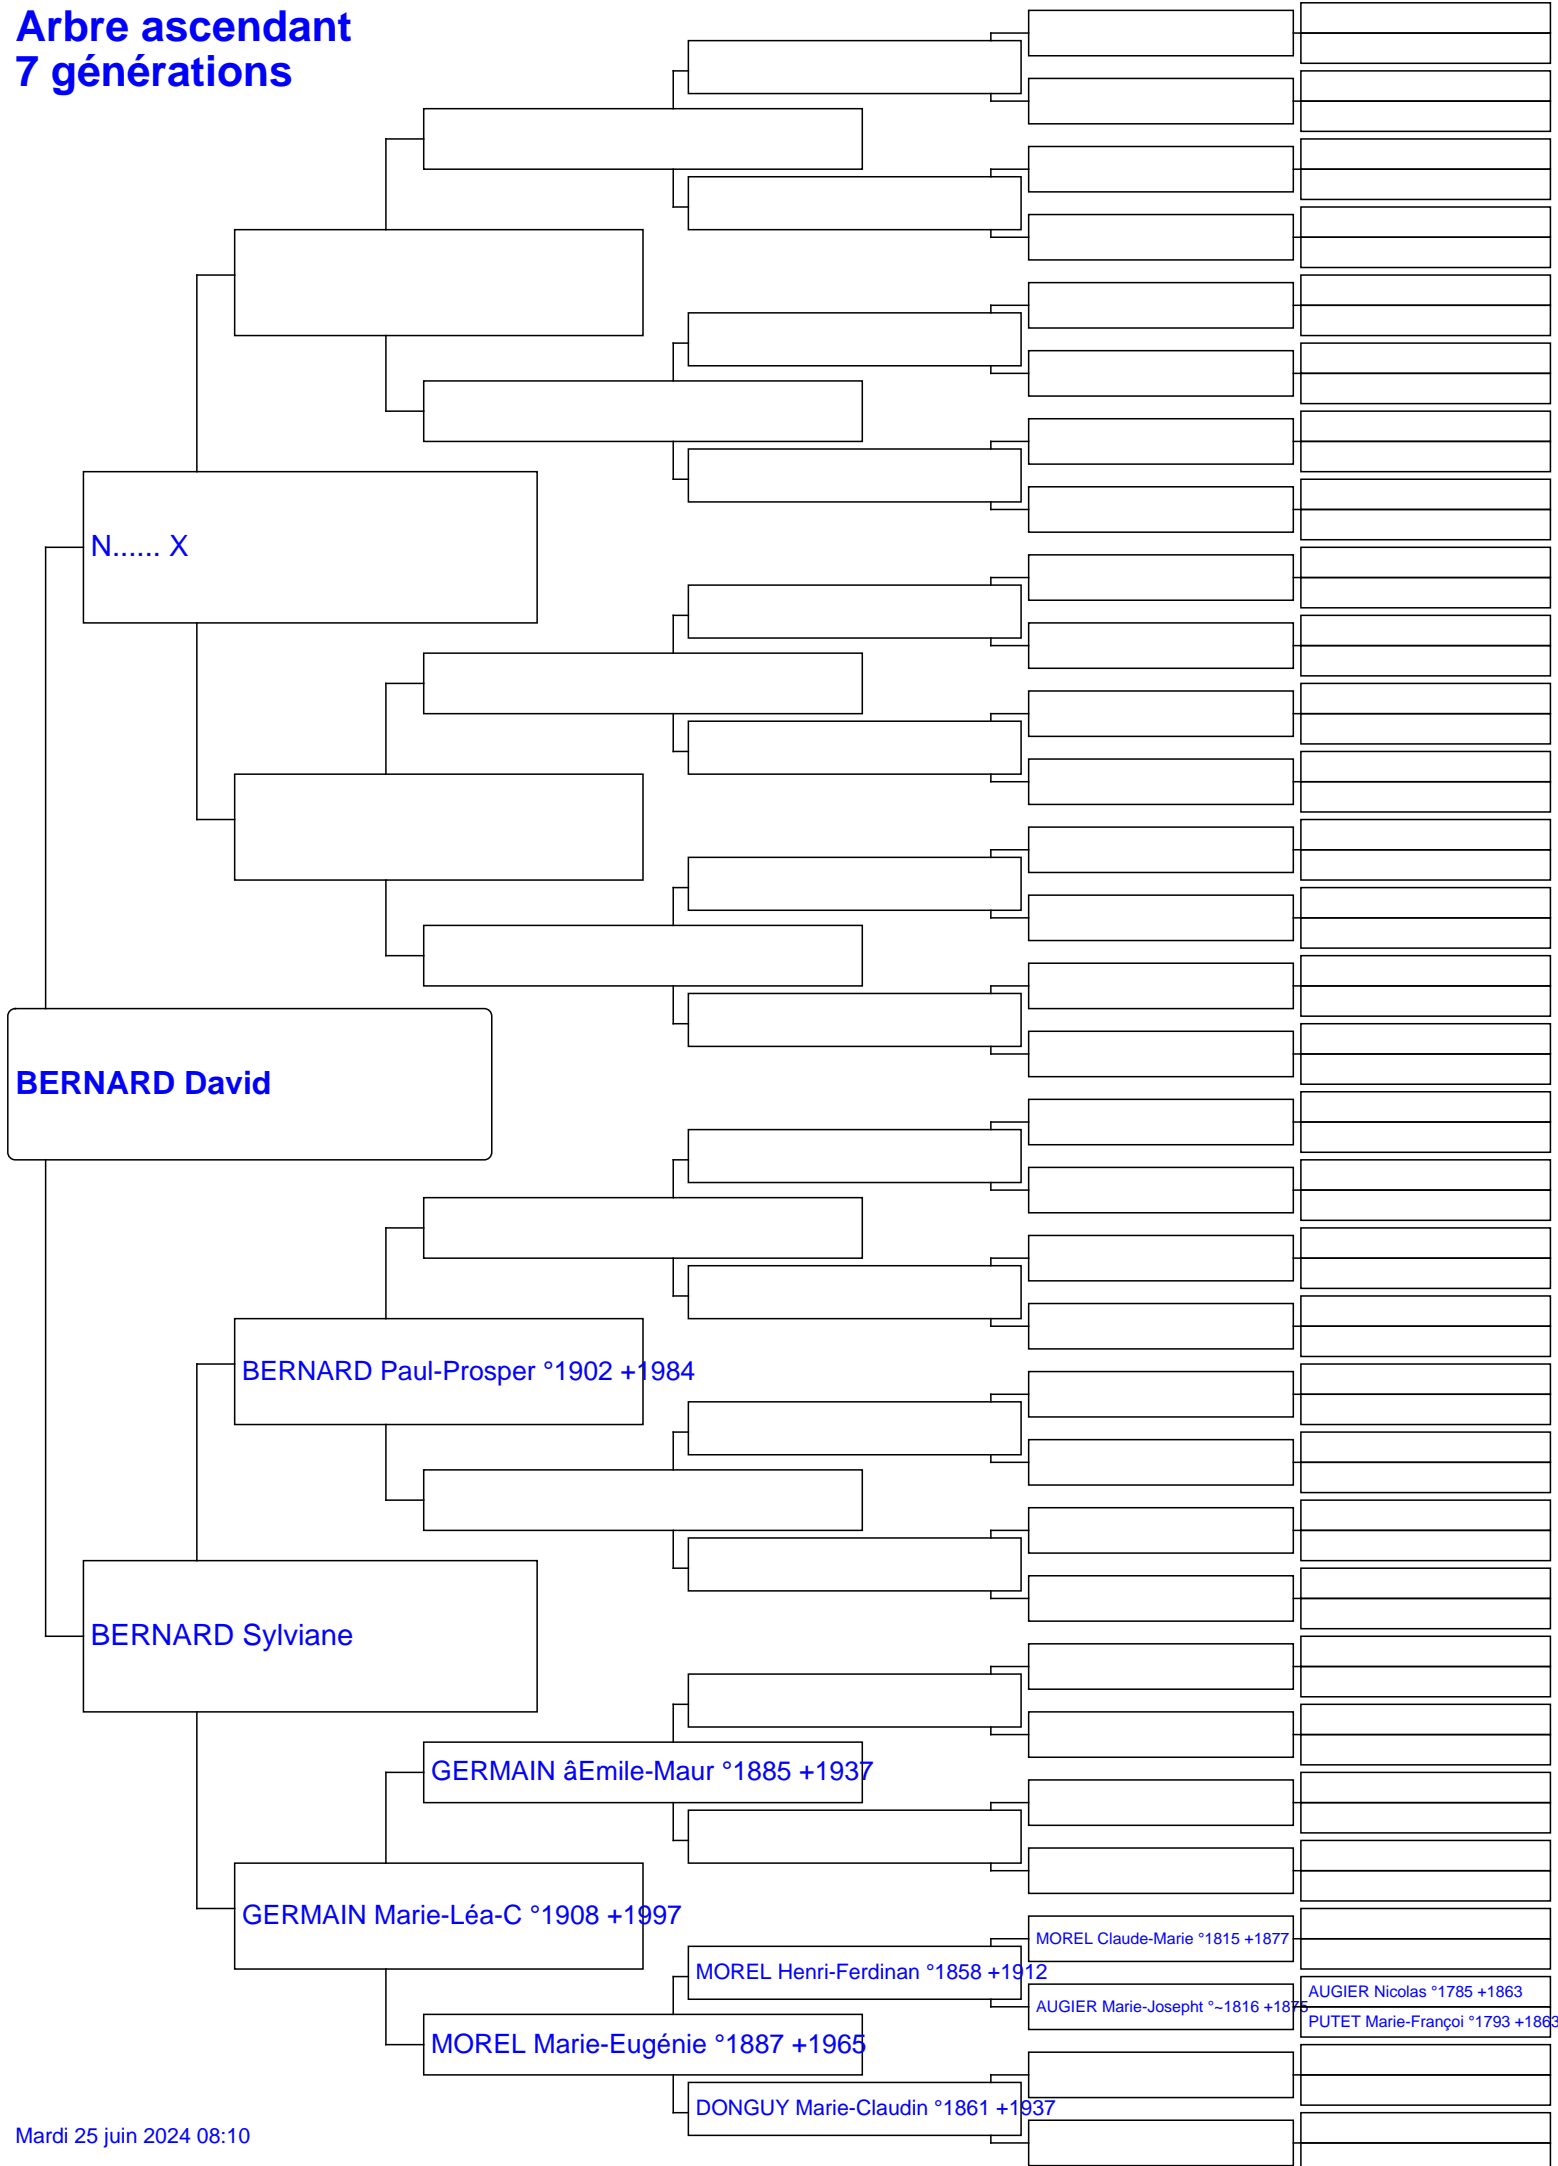 Arbre ascendant
7 générations
N...... X
BERNARD David
BERNARD Paul-Prosper °1902 +1984
BERNARD Sylviane
GERMAIN âEmile-Maur °1885 +1937
GERMAIN Marie-Léa-C °1908 +1997
MOREL Claude-Marie °1815 +1877
MOREL Henri-Ferdinan °1858 +1912
AUGIER Nicolas °1785 +1863
AUGIER Marie-Josepht °~1816 +1875
PUTET Marie-Françoi °1793 +1863
MOREL Marie-Eugénie °1887 +1965
DONGUY Marie-Claudin °1861 +1937
Mardi 25 juin 2024 08:10